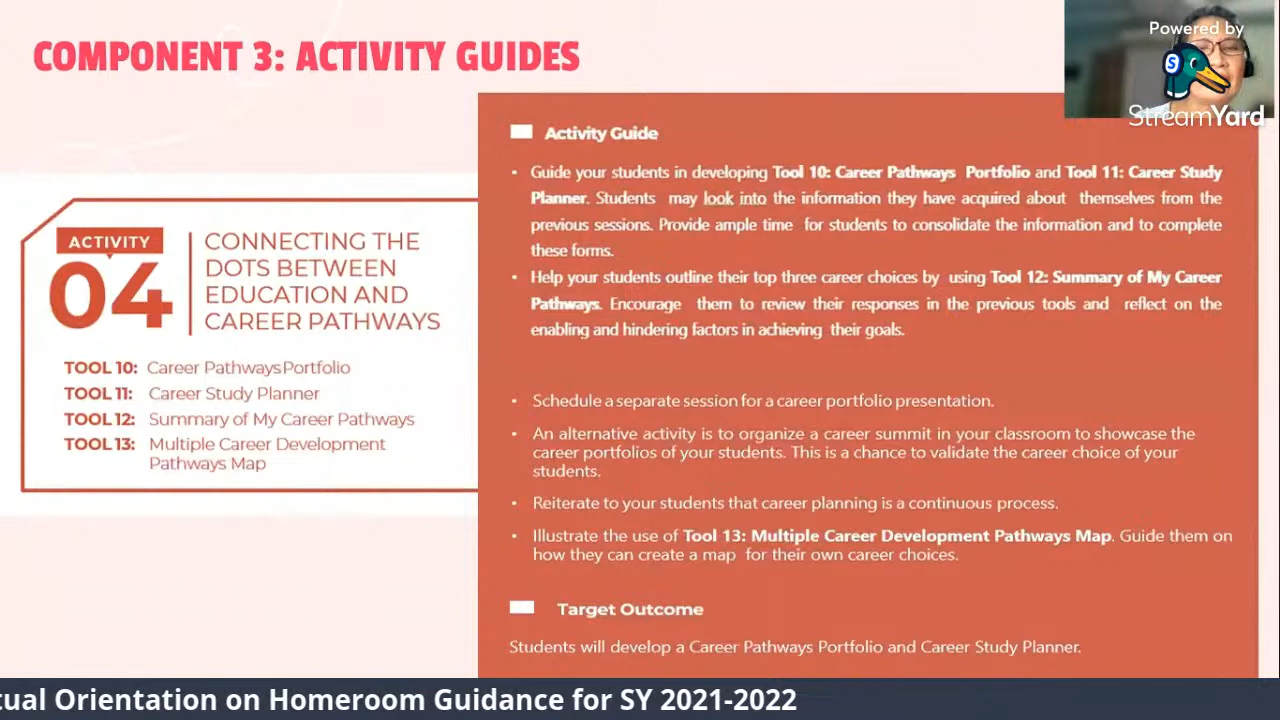 COMPONENT 3: ACTIVITY GUIDES
Powered by
S
StreamYard
ACTIVITY
04
CONNECTING THE
DOTS BETWEEN
EDUCATION AND
CAREER PATHWAYS
TOOL 10: Career Pathways Portfolio
TOOL 11: Career Study Planner
TOOL 12: Summary of My Career Pathways
TOOL 13: Multiple Career Development
Pathways Map
Activity Guide
• Guide your students in developing Tool 10: Career Pathways Portfolio and Tool 11: Career Study
Planner. Students may look into the information they have acquired about themselves from the
previous sessions. Provide ample time for students to consolidate the information and to complete
these forms.
• Help your students outline their top three career choices by using Tool 12: Summary of My Career
Pathways. Encourage them to review their responses in the previous tools and reflect on the
enabling and hindering factors in achieving their goals.
• Schedule a separate session for a career portfolio presentation.
• An alternative activity is to organize a career summit in your classroom to showcase the
career portfolios of your students. This is a chance to validate the career choice of your
students.
• Reiterate to your students that career planning is a continuous process.
• Illustrate the use of Tool 13: Multiple Career Development Pathways Map. Guide them on
how they can create a map for their own career choices.
Target Outcome
Students will develop a Career Pathways Portfolio and Career Study Planner.
tual Orientation on Homeroom Guidance for SY 2021-2022